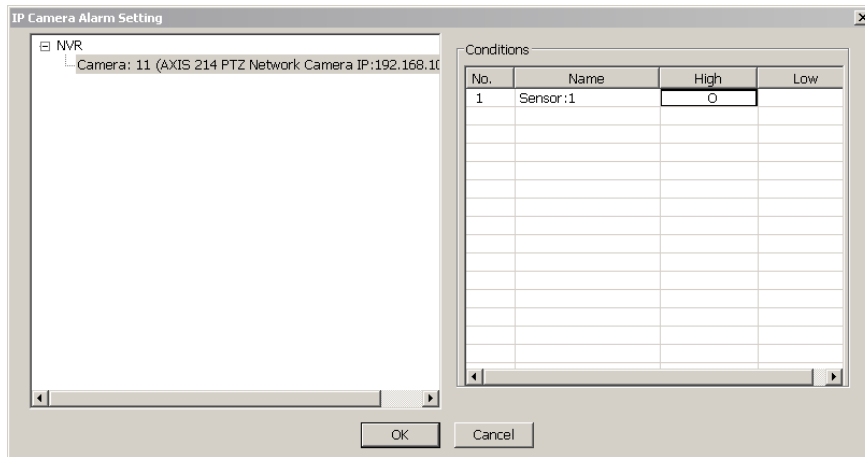 IP Camera Alarm Setting
NVR
Camera: 11 (AXIS 214 PTZ Network Camera IP:192.168.10
Conditions
No. Name High Low
1 Sensor:1 O
OK Cancel